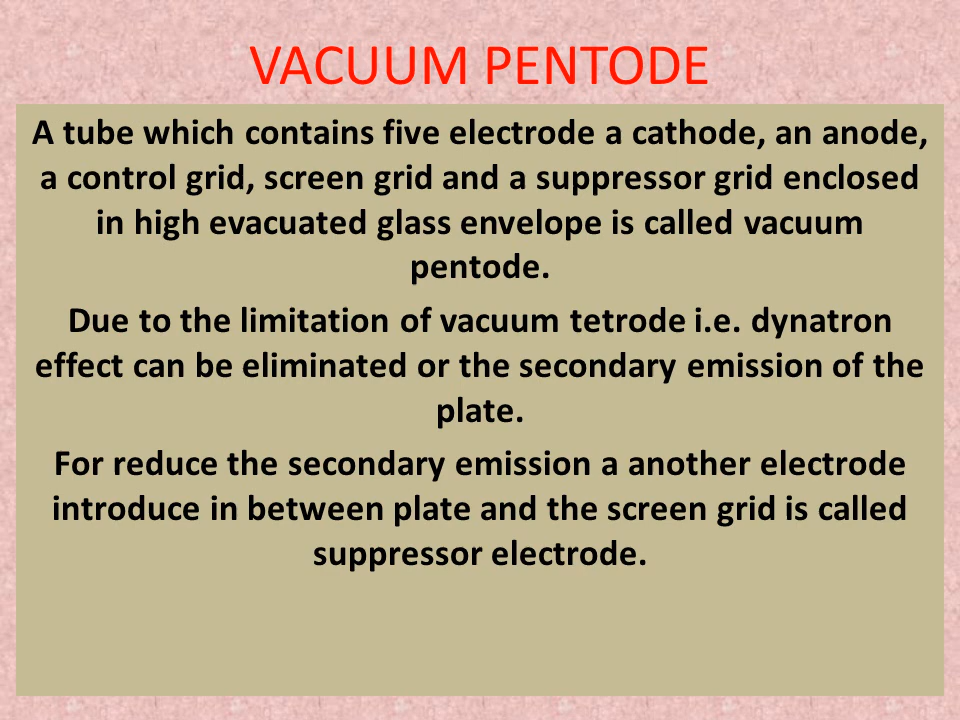 VACUUM PENTODE
A tube which contains five electrode a cathode, an anode,
a control grid, screen grid and a suppressor grid enclosed
in high evacuated glass envelope is called vacuum
pentode.
Due to the limitation of vacuum tetrode i.e. dynatron
effect can be eliminated or the secondary emission of the
plate.
For reduce the secondary emission a another electrode
introduce in between plate and the screen grid is called
suppressor electrode.